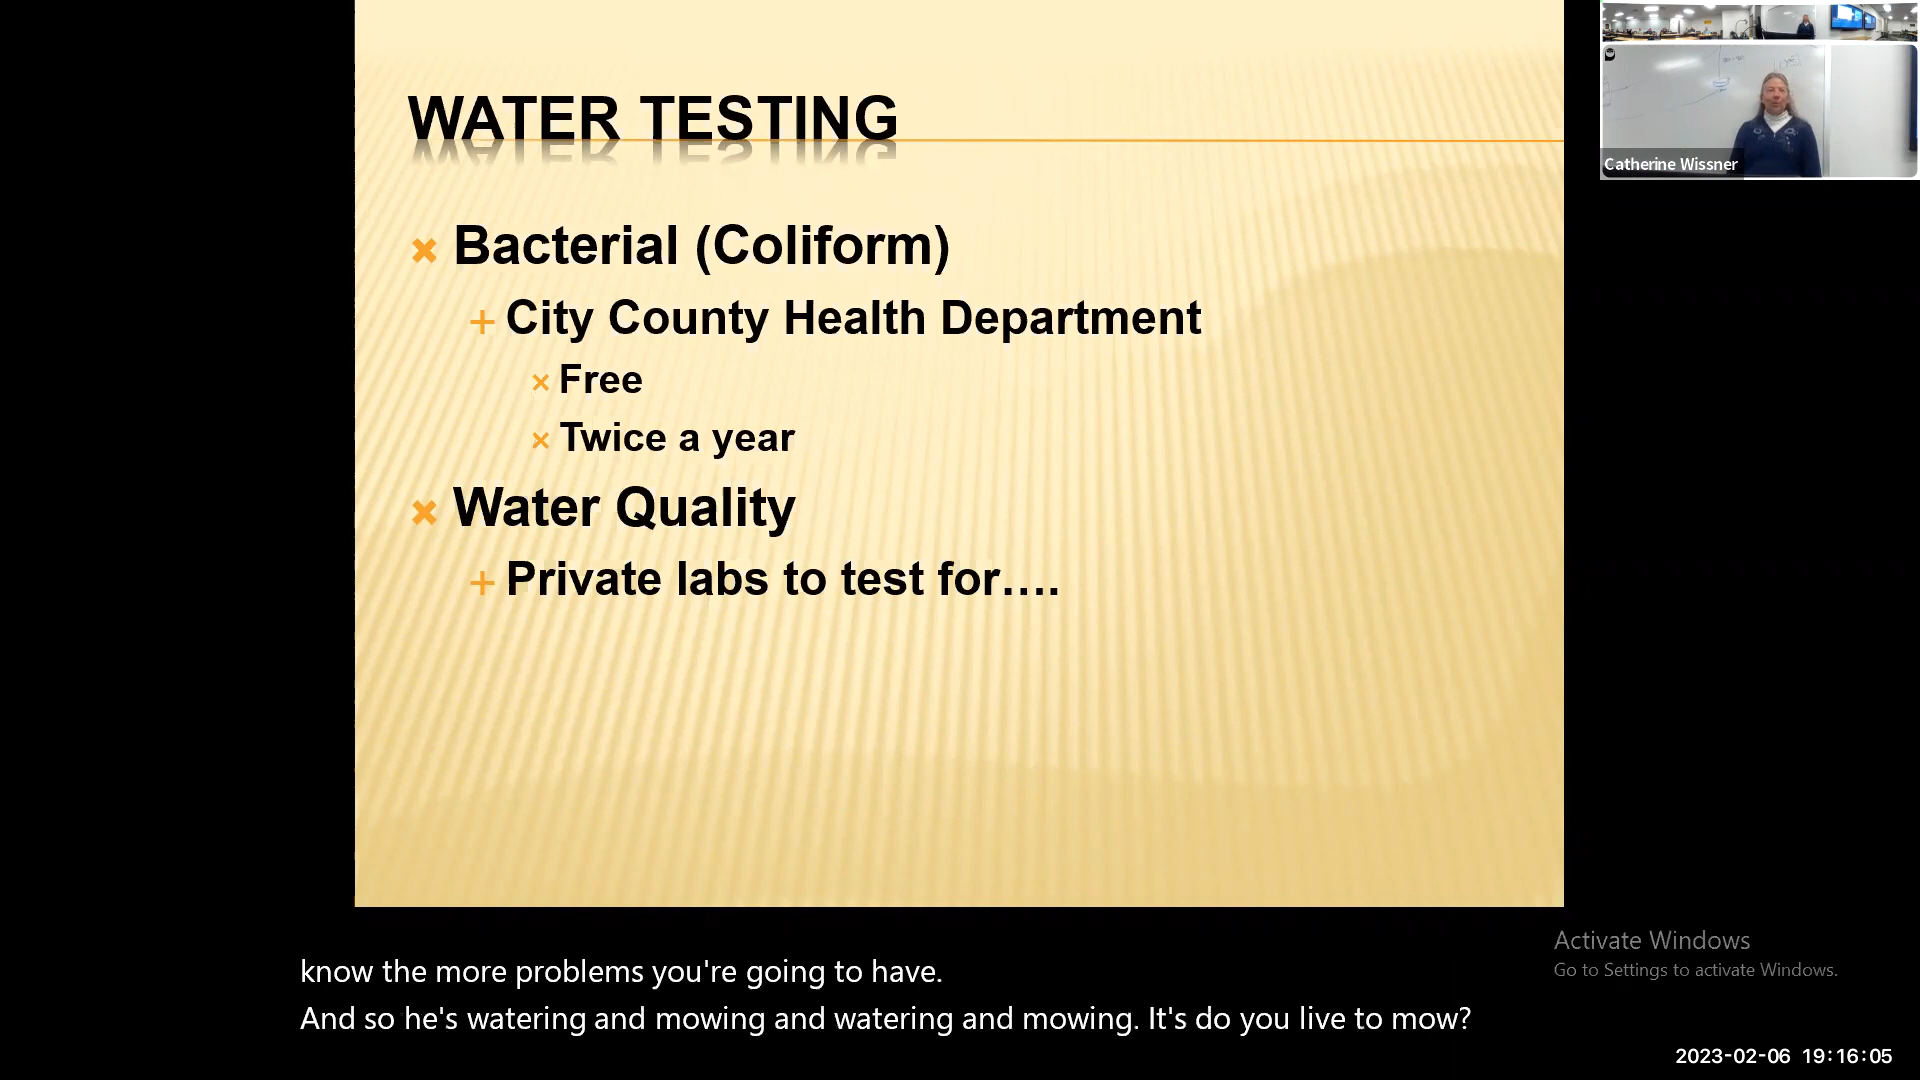 WATER TESTING
Bacterial (Coliform)
City County Health Department
Free
Twice a year
Water Quality
Private labs to test for….
Catherine Wissner
know the more problems you're going to have.
And so he's watering and mowing and watering and mowing. It's do you live to mow?
Activate Windows
Go to Settings to activate Windows.
2023-02-06 19:16:05